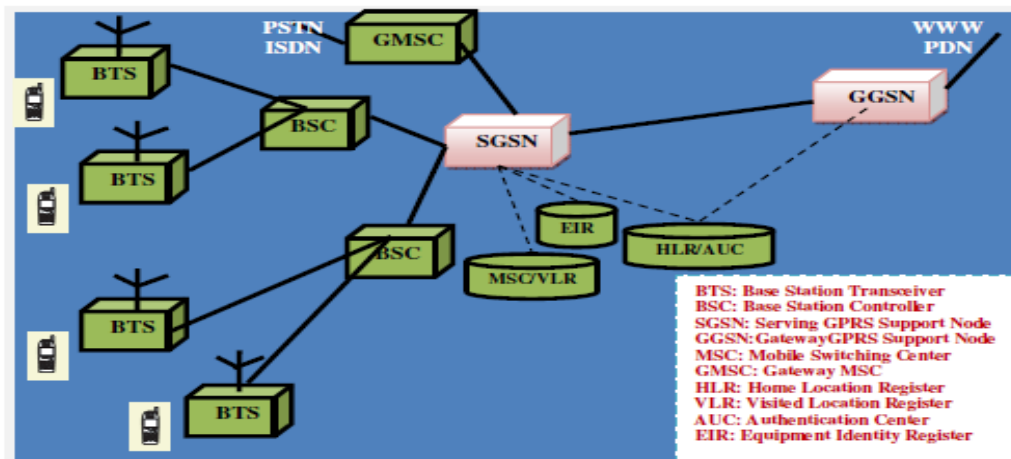 PSTN
ISDN
GMSC
WWW
PDN
BTS
GGSN
BSC
SGSN
BTS
EIR
BSC
HLR/AUC
MSC/VLR
BTS
BTS
BTS: Base Station Transceiver
BSC: Base Station Controller
SGSN: Serving GPRS Support Node
GGSN:GatewayGPRS Support Node
MSC: Mobile Switching Center
GMSC: Gateway MSC
HLR: Home Location Register
VLR: Visited Location Register
AUC: Authentication Center
EIR: Equipment Identity Register